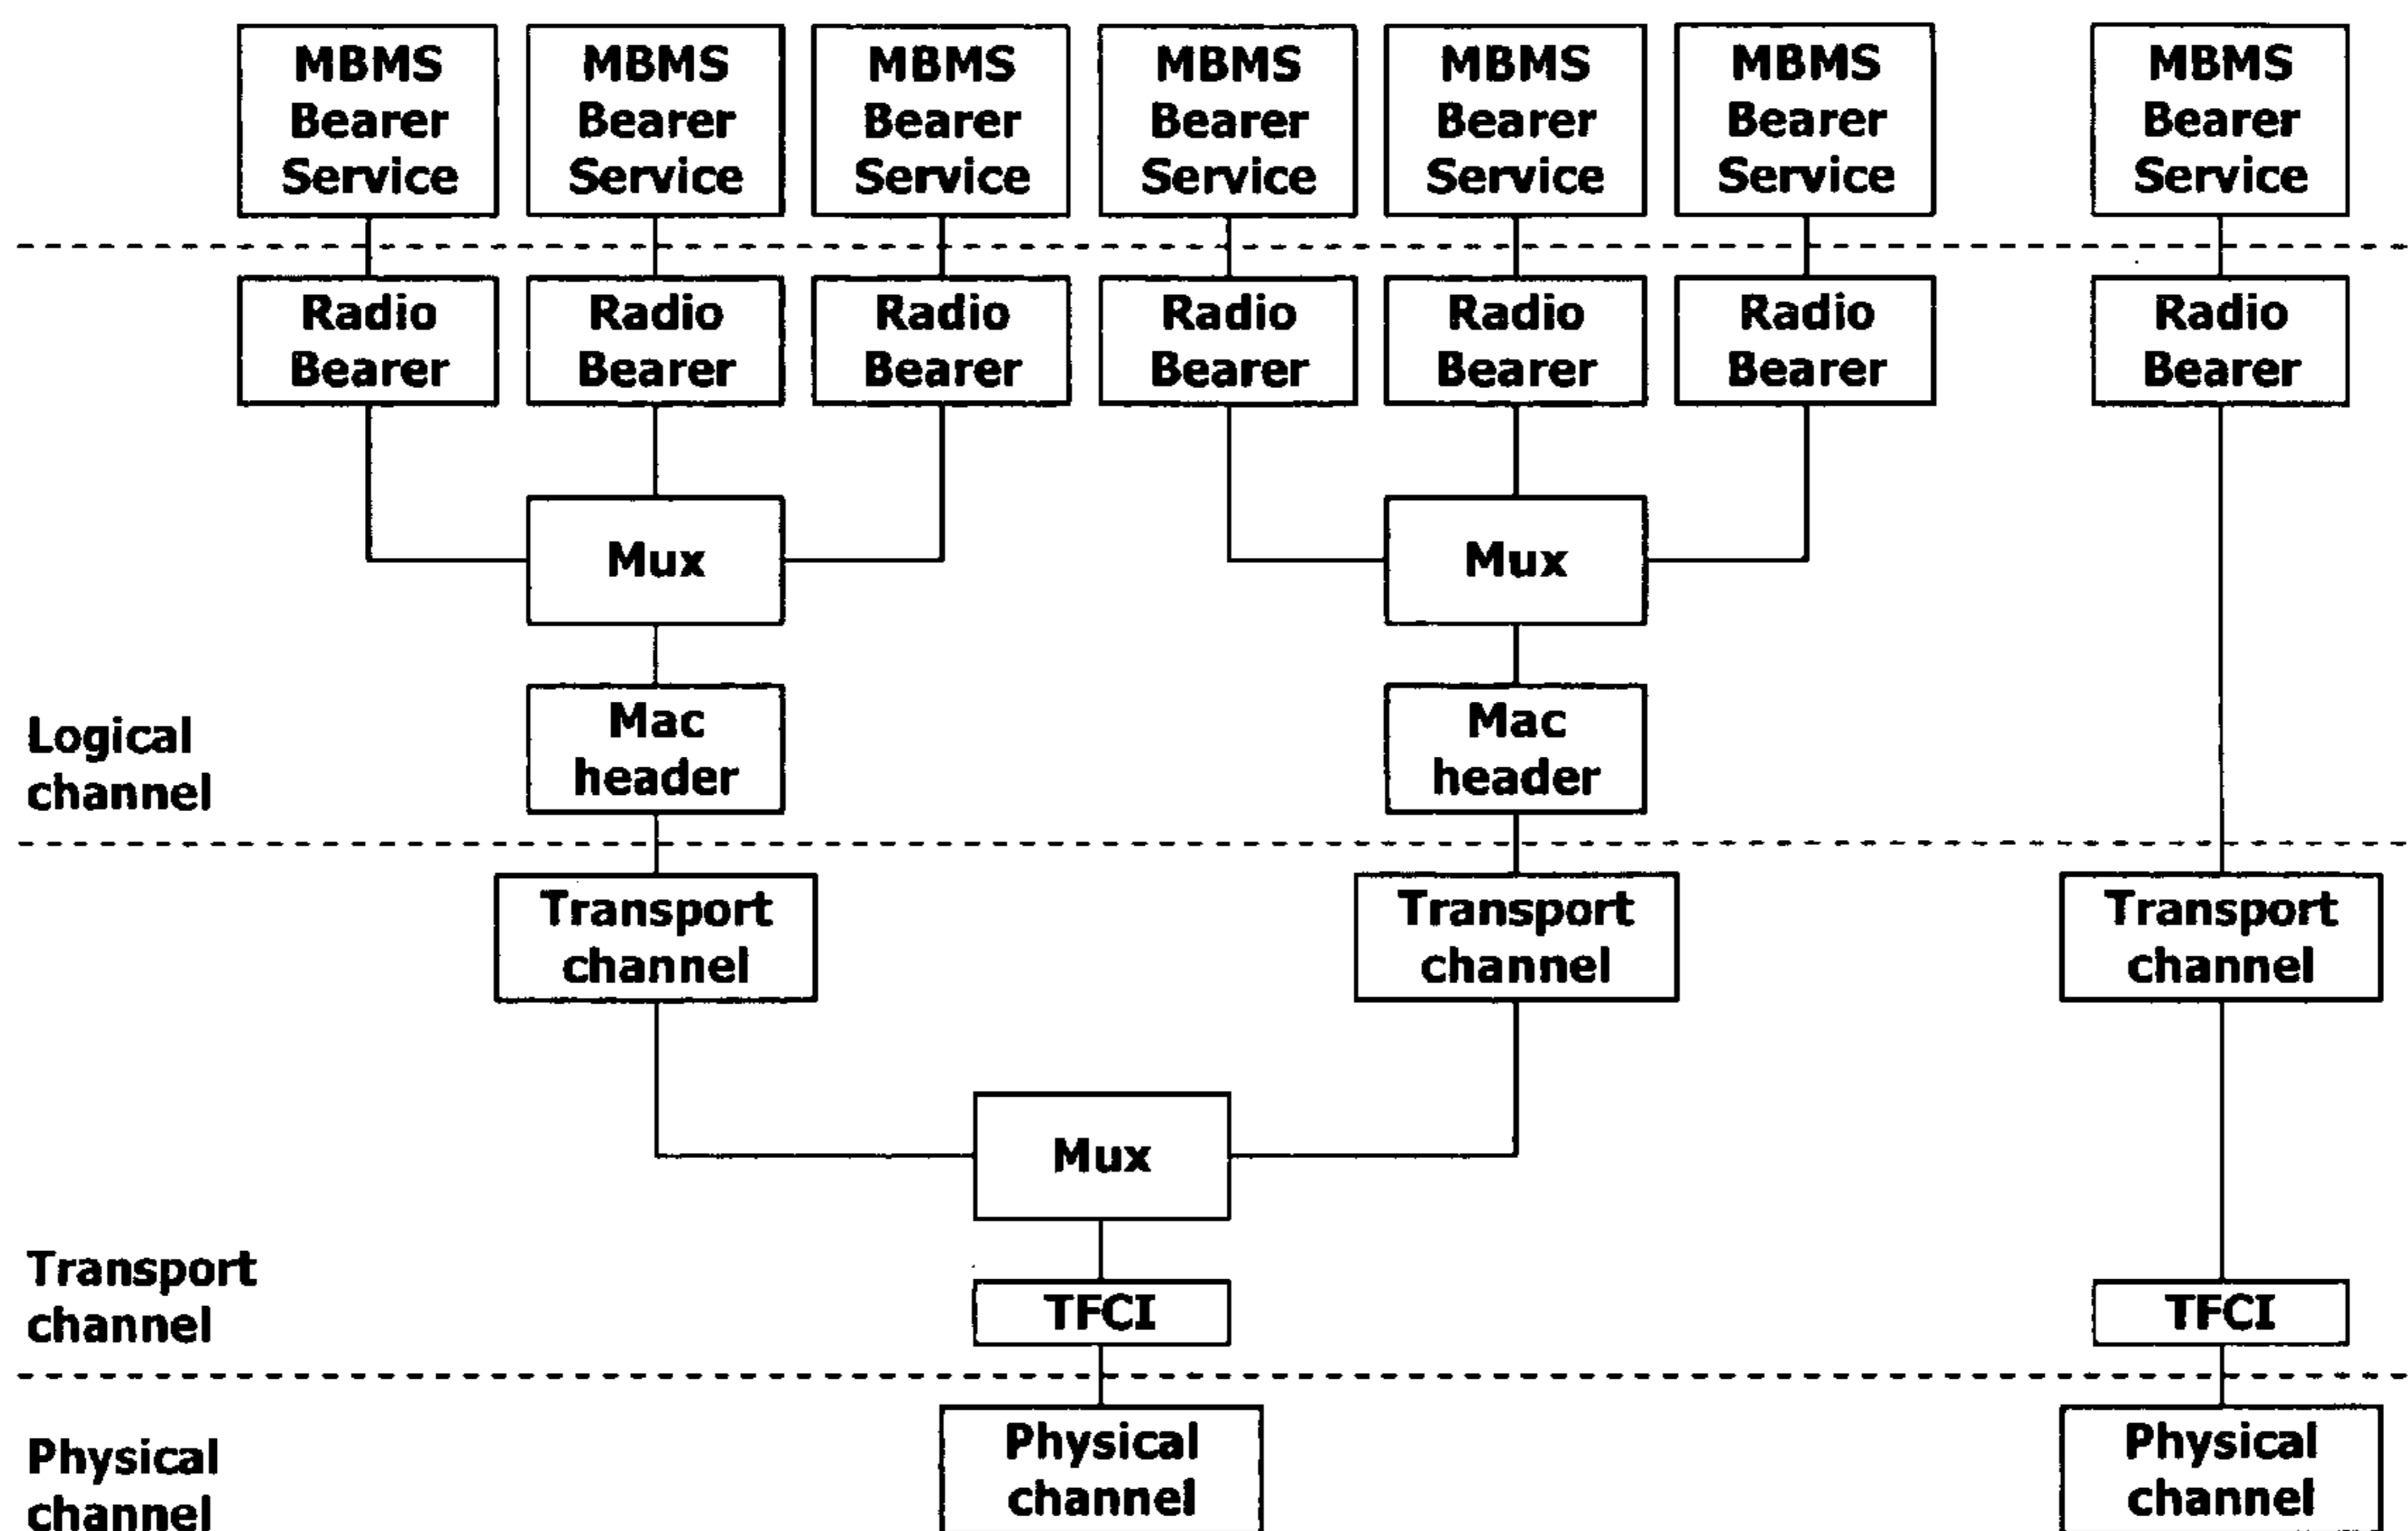 MBMS
Bearer
Service
MBMS
Bearer
Service
MBMS
Bearer
Service
MBMS
Bearer
Service
MBMS
Bearer
Service
MBMS
Bearer
Service
MBMS
Bearer
Service
Radio
Bearer
Radio
Bearer
Radio
Bearer
Radio
Bearer
Radio
Bearer
Radio
Bearer
Radio
Bearer
Mux
Mux
Logical
channel
Mac
header
Mac
header
Transport
channel
Transport
channel
Transport
channel
Mux
Transport
channel
TFCI
TFCI
Physical
channel
Physical
channel
Physical
channel